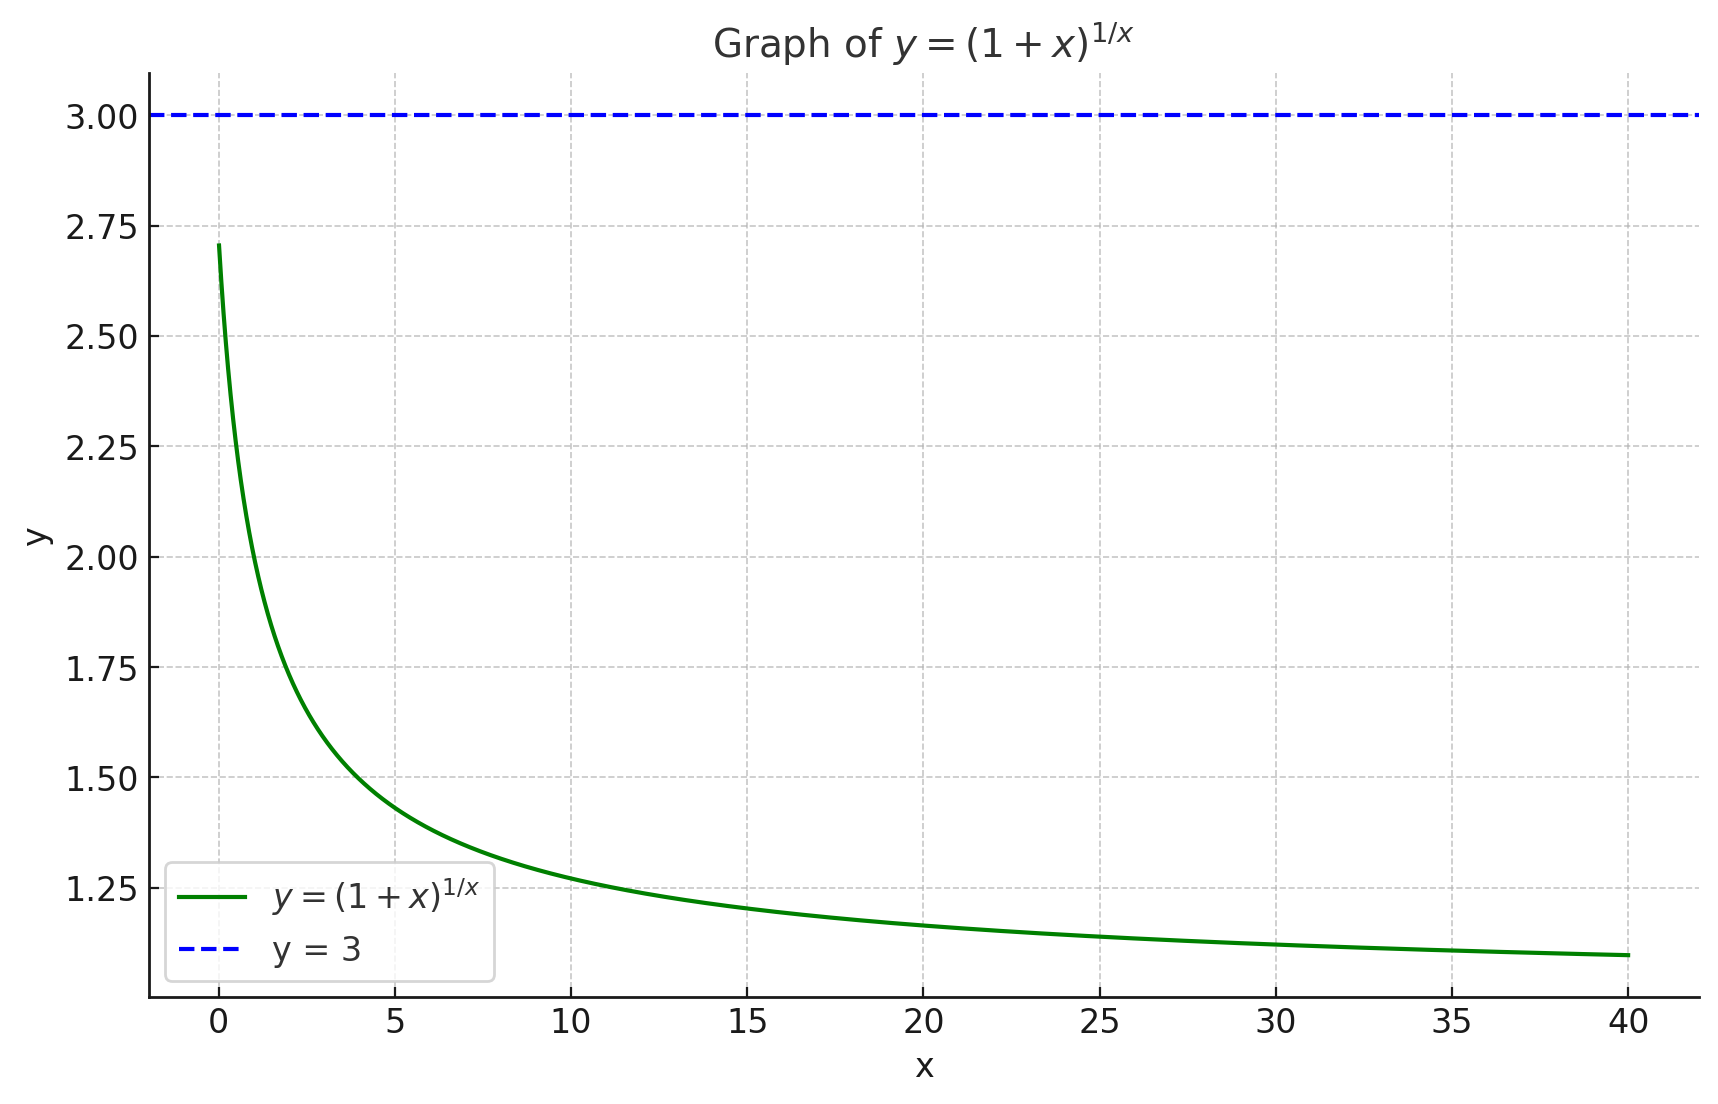 Graph of y = (1 + x)^{1/x}
3.00
2.75
2.50
2.25
2.00
1.75
1.50
1.25
y
y = (1 + x)^{1/x}
y = 3
0 5 10 15 20 25 30 35 40
x